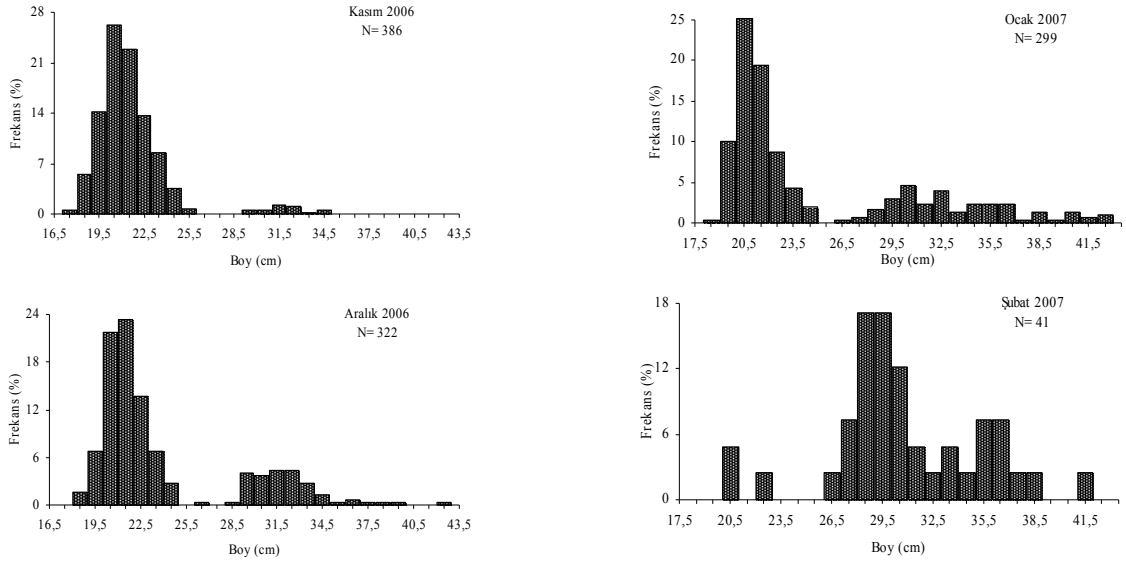 Kasım 2006
N= 386
Frekans (%)
28
21
14
7
0
16,5 19,5 22,5 25,5 28,5 31,5 34,5 37,5 40,5 43,5
Boy (cm)
Ocak 2007
N= 299
Frekans (%)
25
20
15
10
5
0
17,5 20,5 23,5 26,5 29,5 32,5 35,5 38,5 41,5
Boy (cm)
Aralık 2006
N= 322
Frekans (%)
24
18
12
6
0
16,5 19,5 22,5 25,5 28,5 31,5 34,5 37,5 40,5 43,5
Boy (cm)
Şubat 2007
N= 41
Frekans (%)
18
12
6
0
17,5 20,5 23,5 26,5 29,5 32,5 35,5 38,5 41,5
Boy (cm)